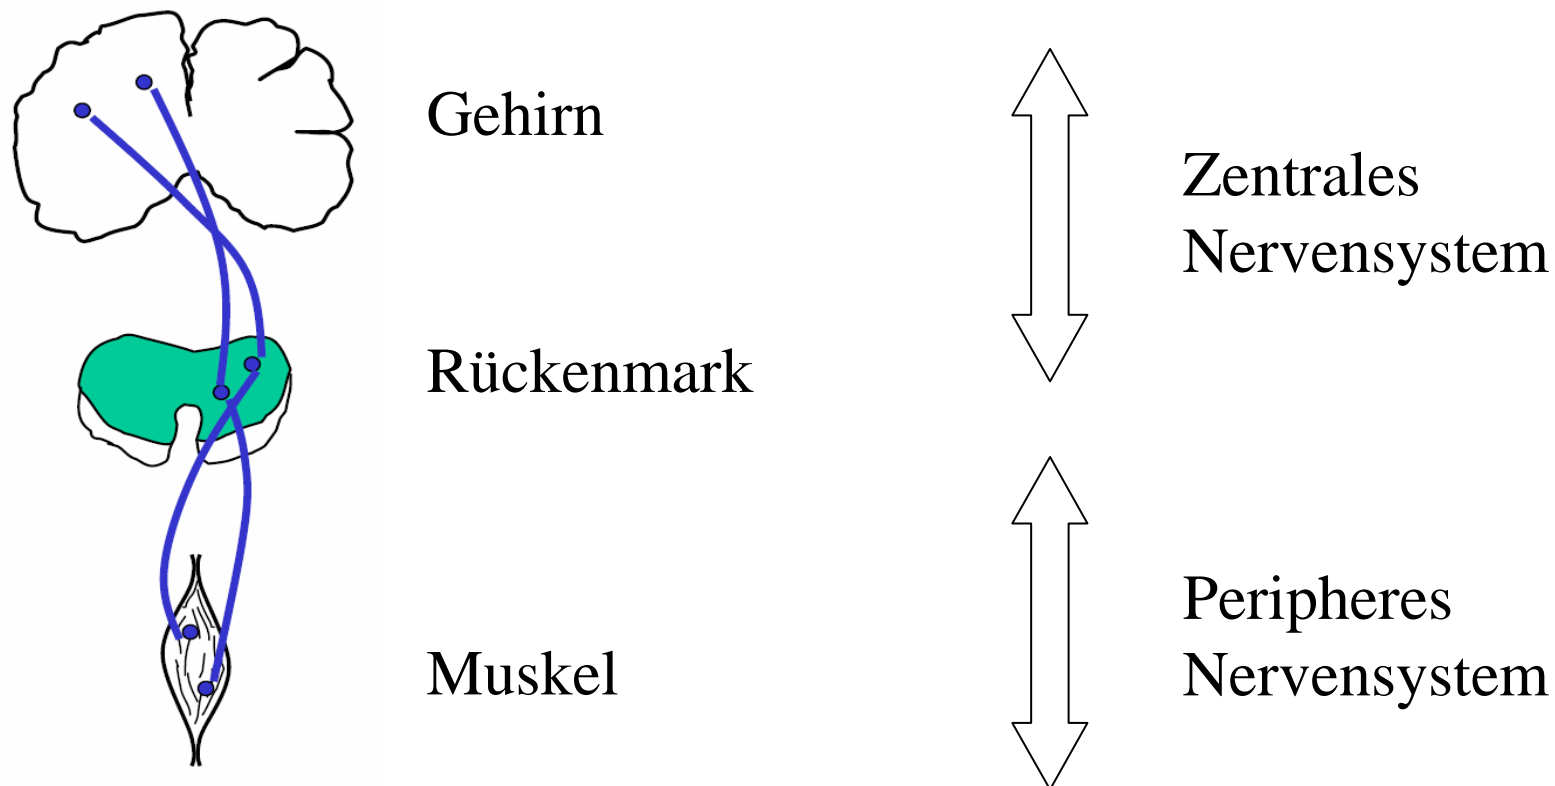 Gehirn
Zentrales
Nervensystem
Rückenmark
Peripheres
Nervensystem
Muskel